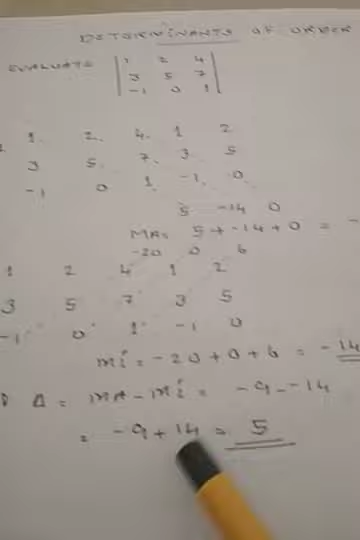 DETERMINANTS OF ORDER
EVALUATE | 1 2 4 |
| 3 5 7 |
| -1 0 1 |
1. 2. 4. 1 2
3 5. 7. 3 5
-1 0 1. -1. 0.
5 -14 0
MA= 5 + -14 + 0 = -
-20 0 6
1 2 4 1 2
3 5 7 3 5
-1 0 1 -1 0
Mi = -20 + 0 + 6 = -14
Δ = MA - Mi = -9 - -14
= -9 + 14 = 5